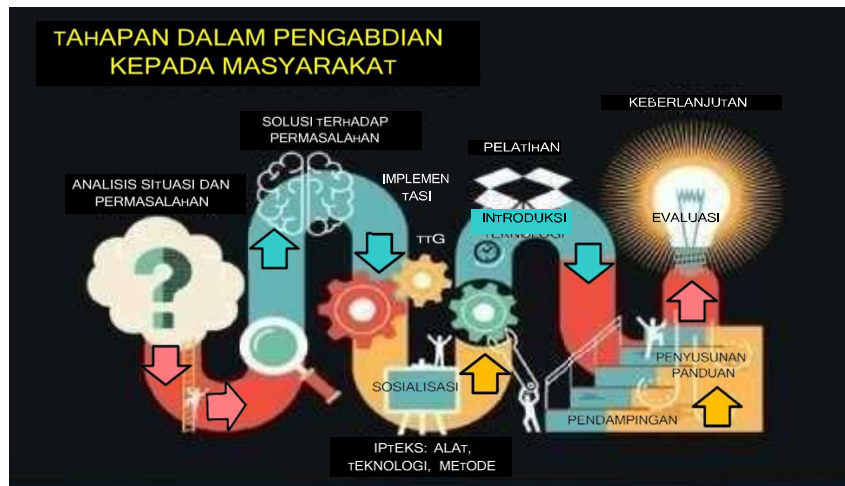 TAHAPAN DALAM PENGABDIAN
KEPADA MASYARAKAT
ANALISIS SITUASI DAN
PERMASALAHAN
SOLUSI TERHADAP
PERMASALAHAN
IMPLEMEN
TASI
TTG
SOSIALISASI
IPTEKS: ALAT,
TEKNOLOGI, METODE
PELATIHAN
INTRODUKSI
TEKNOLOGI
PENDAMPINGAN
PENYUSUNAN
PANDUAN
EVALUASI
KEBERLANJUTAN
?